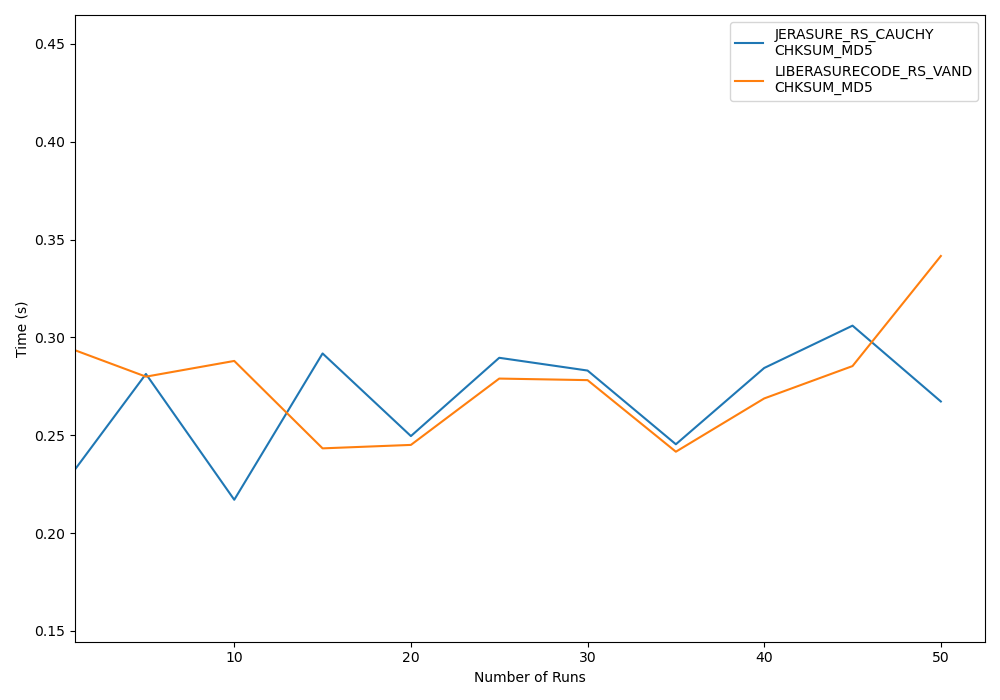 JERASURE_RS_CAUCHY
CHKSUM_MD5
LIBERASURECODE_RS_VAND
CHKSUM_MD5
0.45
0.40
0.35
0.30
0.25
0.20
0.15
Time (s)
10
20
30
40
50
Number of Runs